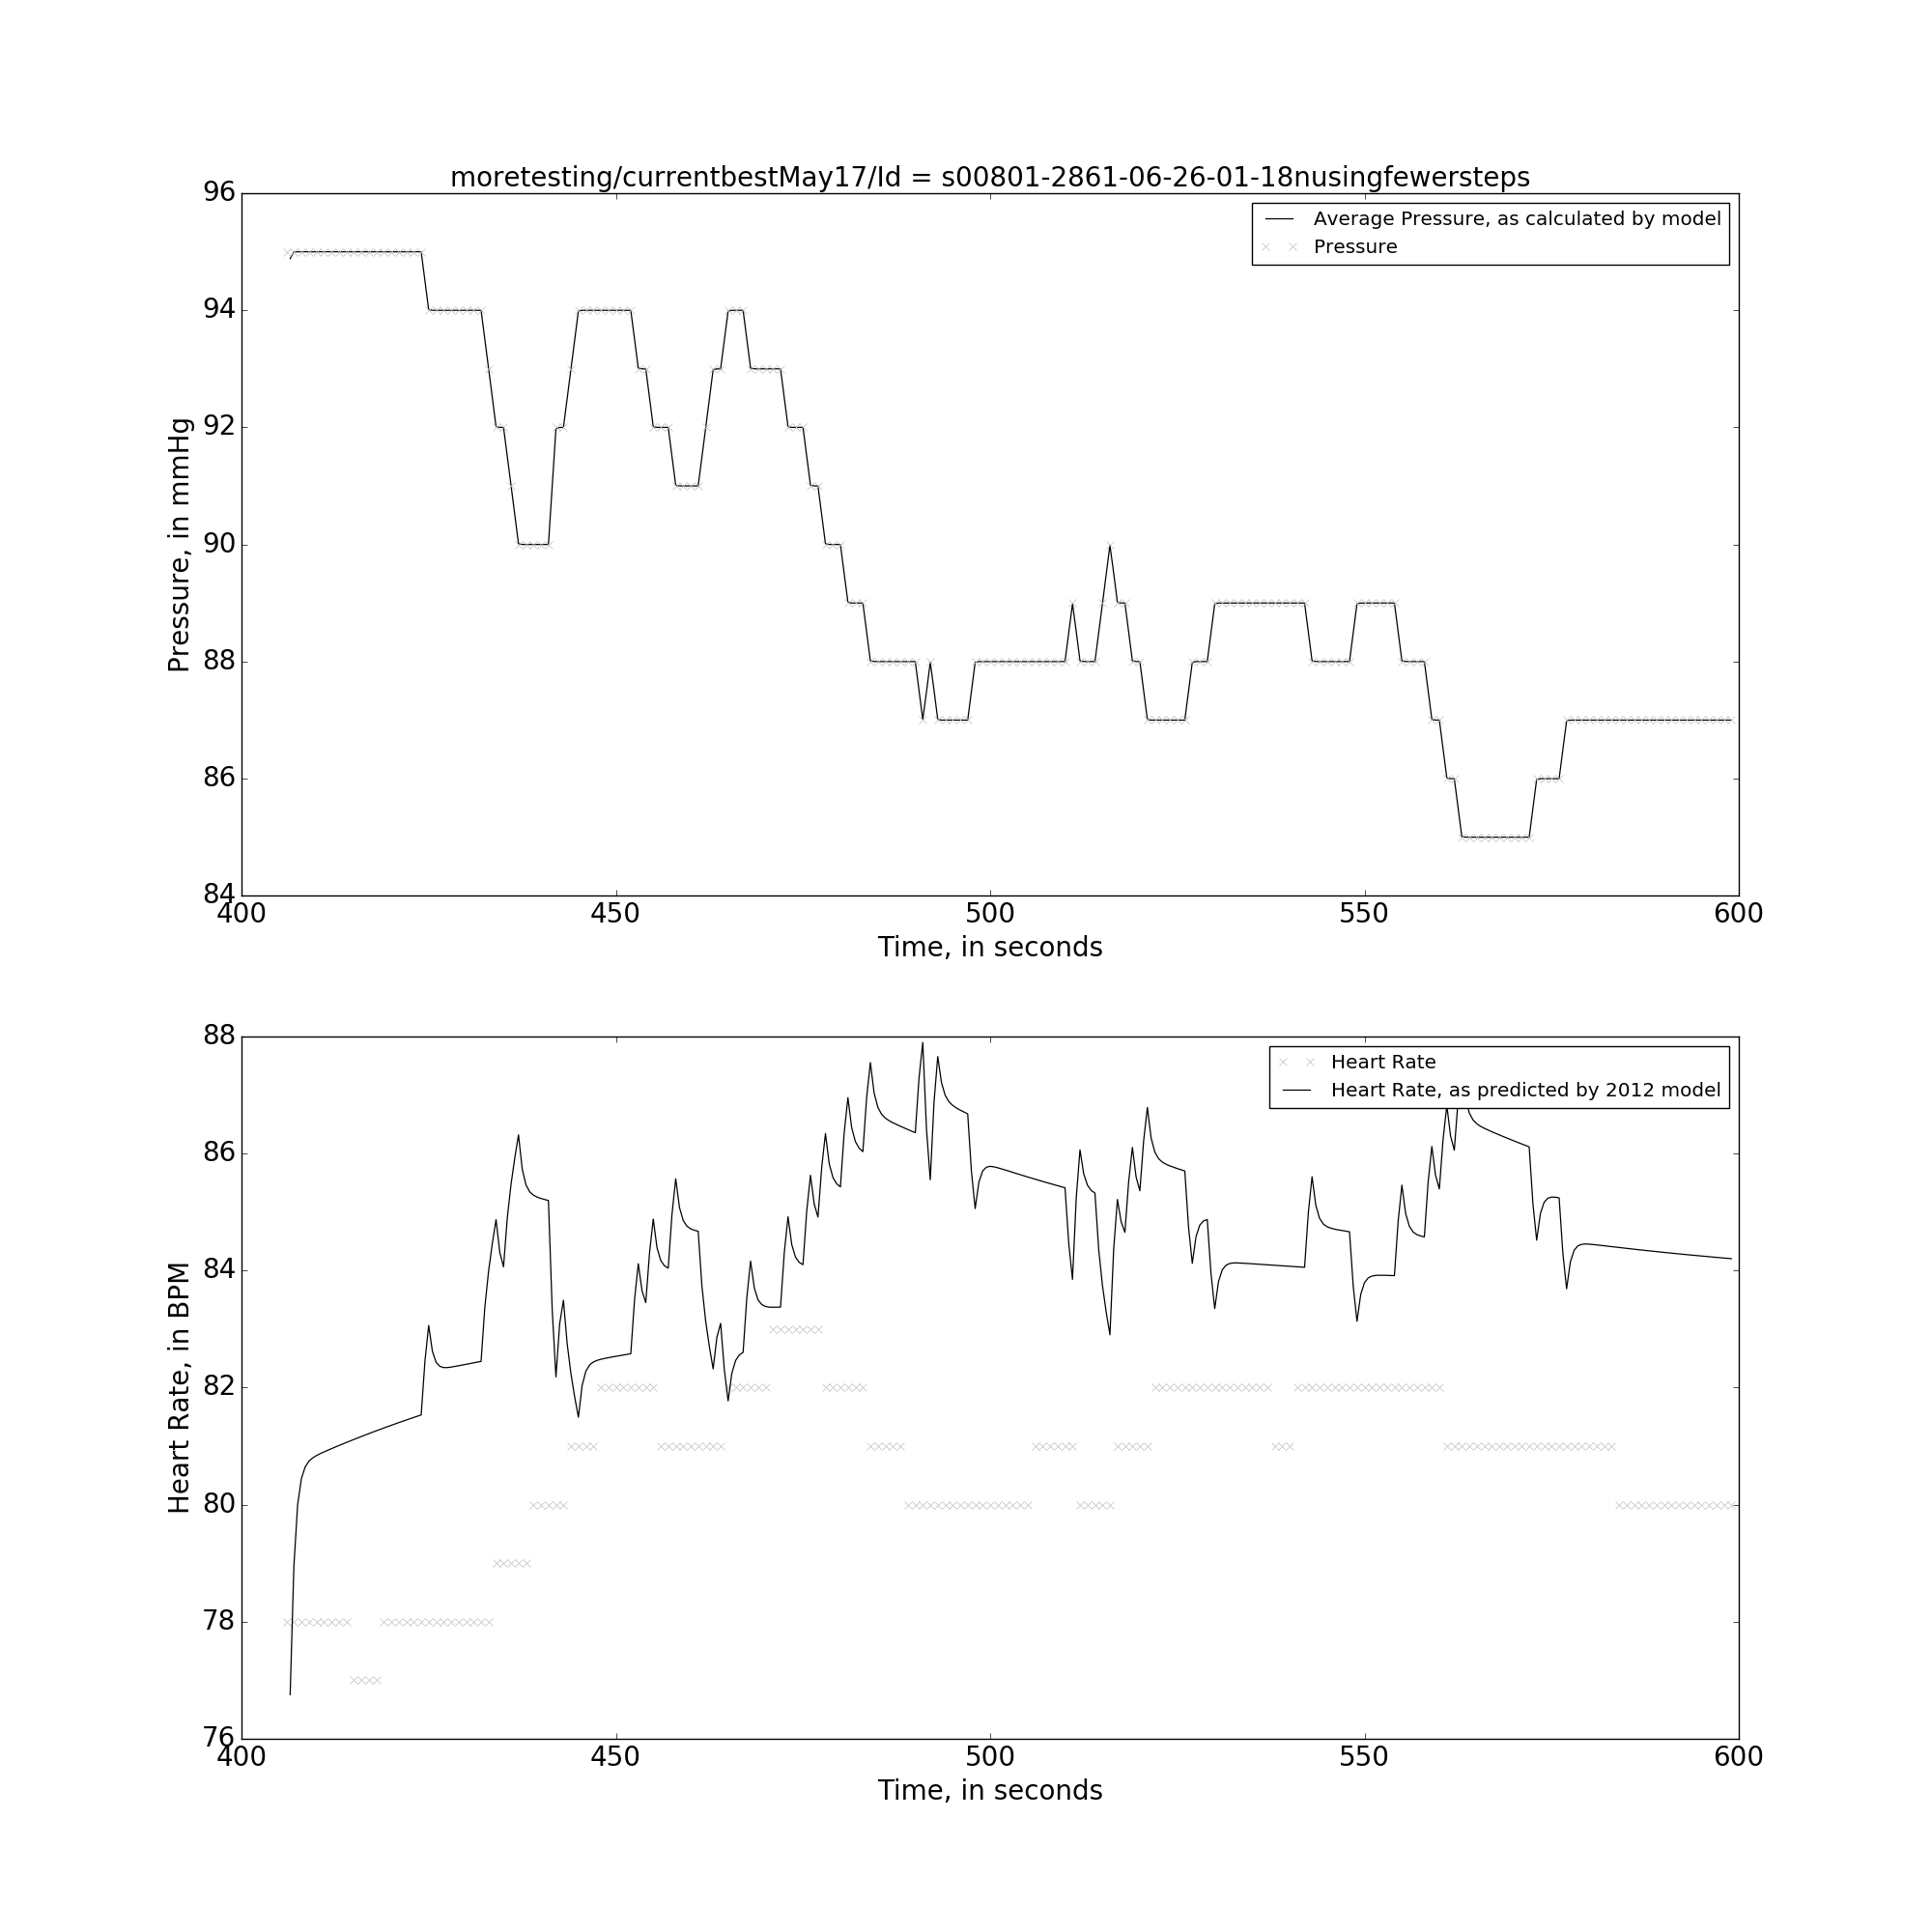 moretesting/currentbestMay17/Id = s00801-2861-06-26-01-18nusingfewersteps
96
94
92
90
88
86
84
Pressure, in mmHg
Average Pressure, as calculated by model
Pressure
400 450 500 550 600
Time, in seconds
88
86
84
82
80
78
76
Heart Rate, in BPM
Heart Rate
Heart Rate, as predicted by 2012 model
400 450 500 550 600
Time, in seconds